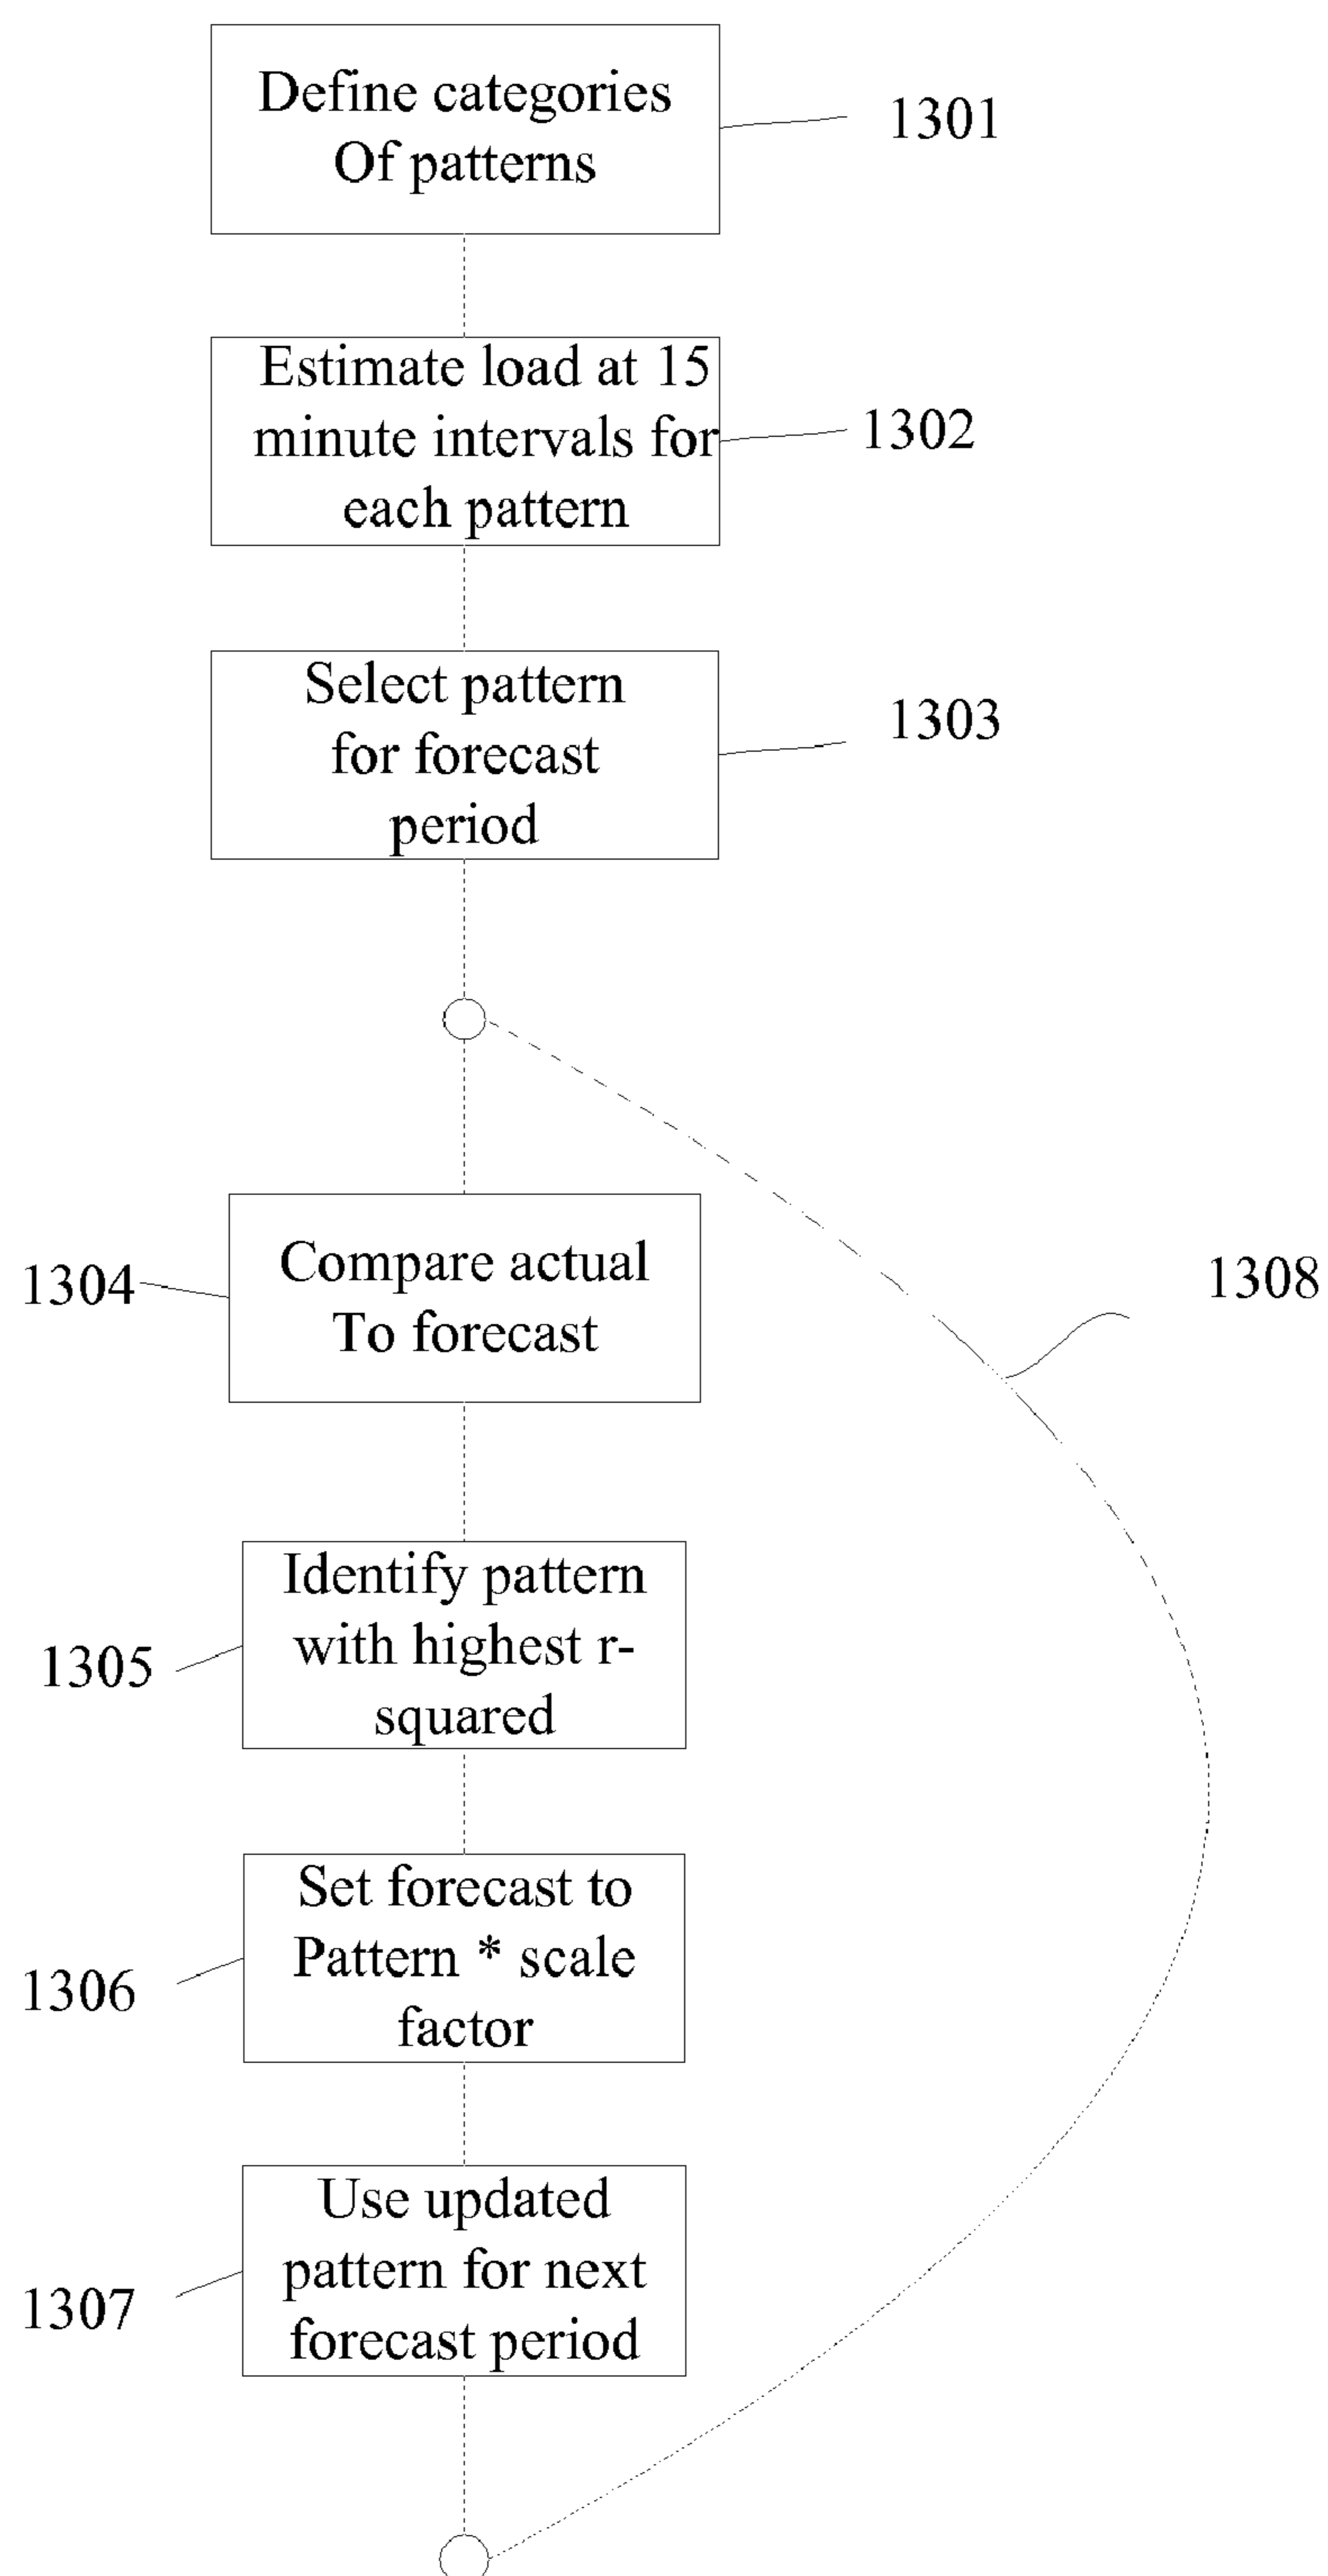 Define categories
Of patterns
1301
Estimate load at 15
minute intervals for
each pattern
1302
Select pattern
for forecast
period
1303
Compare actual
To forecast
1304
1308
Identify pattern
with highest r-
squared
1305
Set forecast to
Pattern * scale
factor
1306
Use updated
pattern for next
forecast period
1307